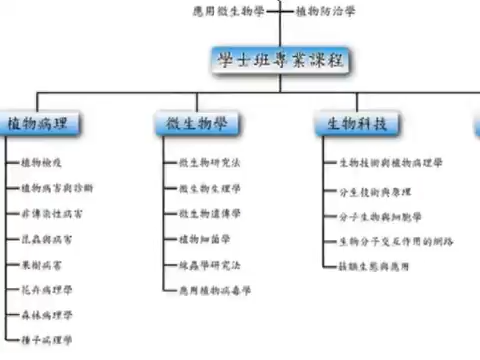 應用微生物學
植物防治學
學士班專業課程
植物病理
微生物學
生物科技
植物檢疫
植物病害與診斷
非傳染性病害
昆蟲與病害
果樹病害
花卉病理學
森林病理學
種子病理學
微生物研究法
微生物生理學
微生物遺傳學
植物細菌學
線蟲學研究法
應用植物病毒學
生物技術與植物病理學
分生技術與原理
分子生物與細胞學
生物分子交互作用的網路
生態與應用